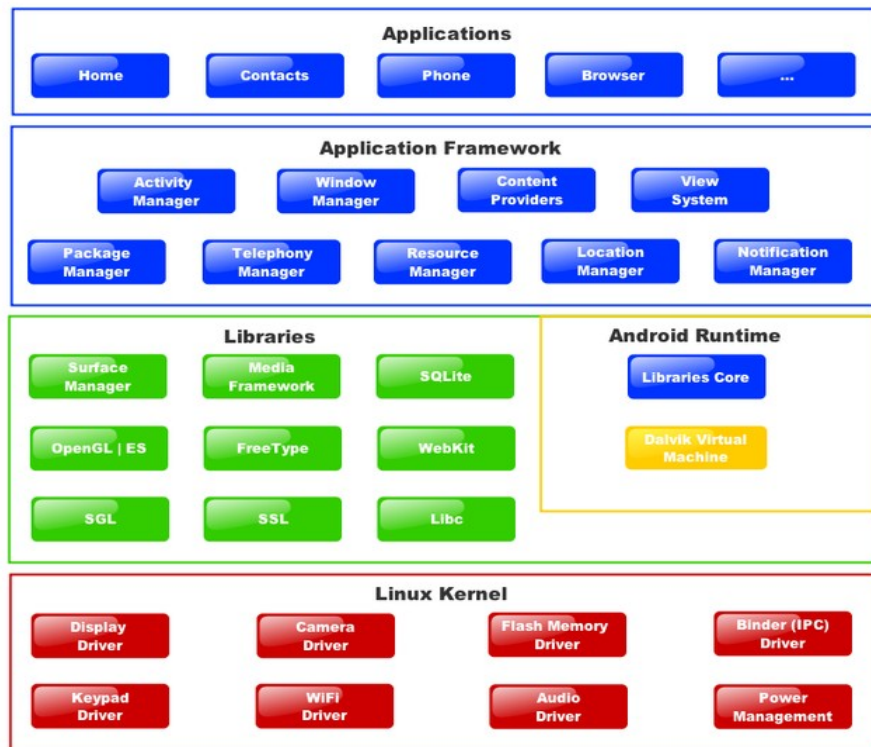 Applications
Home
Contacts
Phone
Browser
...
Application Framework
Activity
Manager
Window
Manager
Content
Providers
View
System
Package
Manager
Telephony
Manager
Resource
Manager
Location
Manager
Notification
Manager
Libraries
Surface
Manager
Media
Framework
SQLite
OpenGL | ES
FreeType
WebKit
SGL
SSL
Libc
Android Runtime
Libraries Core
Dalvik Virtual
Machine
Linux Kernel
Display
Driver
Camera
Driver
Flash Memory
Driver
Binder (IPC)
Driver
Keypad
Driver
WiFi
Driver
Audio
Driver
Power
Management